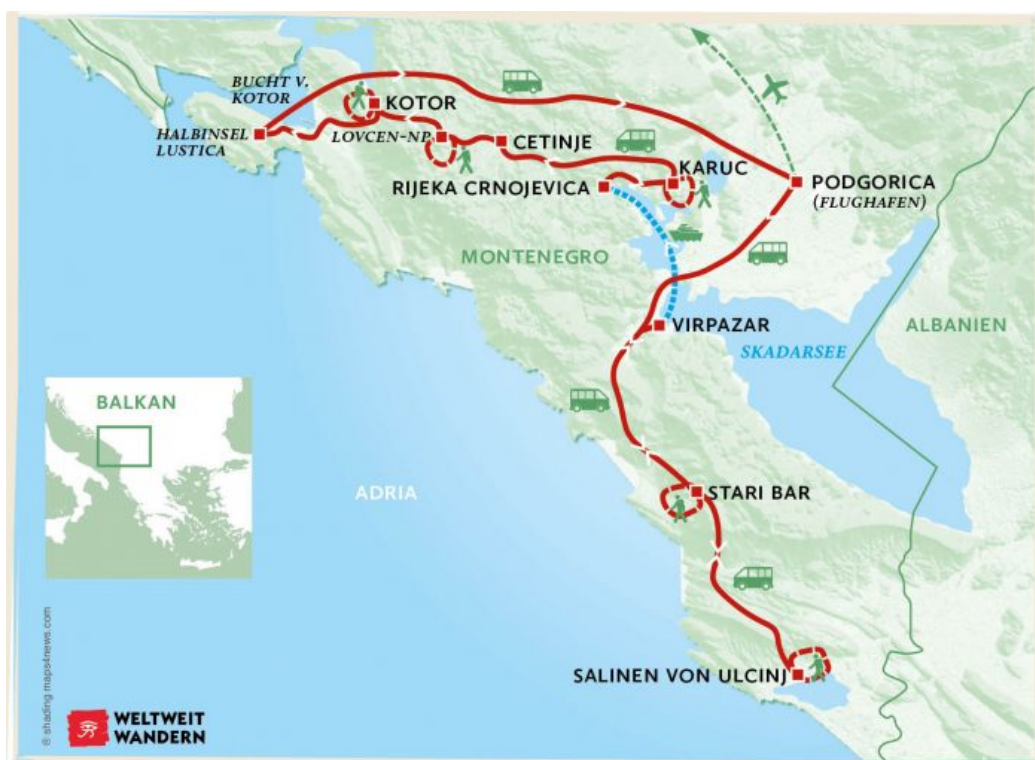 BUCHT V.
KOTOR
KOTOR
HALBINSEL
LUSTICA
LOVCEN-NP
CETINJE
KARUC
RIJEKA CRNOJEVICA
PODGORICA
(FLUGHAFEN)
MONTENEGRO
VIRPAZAR
SKADARSEE
ALBANIEN
BALKAN
ADRIA
STARI BAR
SALINEN VON ULCINJ
© shading maps4news.com
WELTWEIT
WANDERN